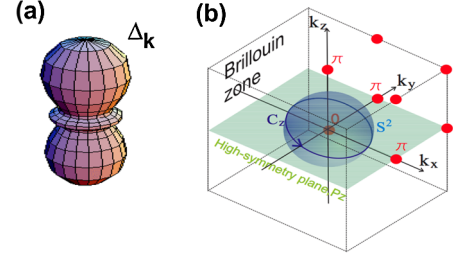 (a)
Δk
(b)
Brillouin
zone
kz
π
π
ky
0
Cz
S²
π
kx
High-symmetry plane Pz